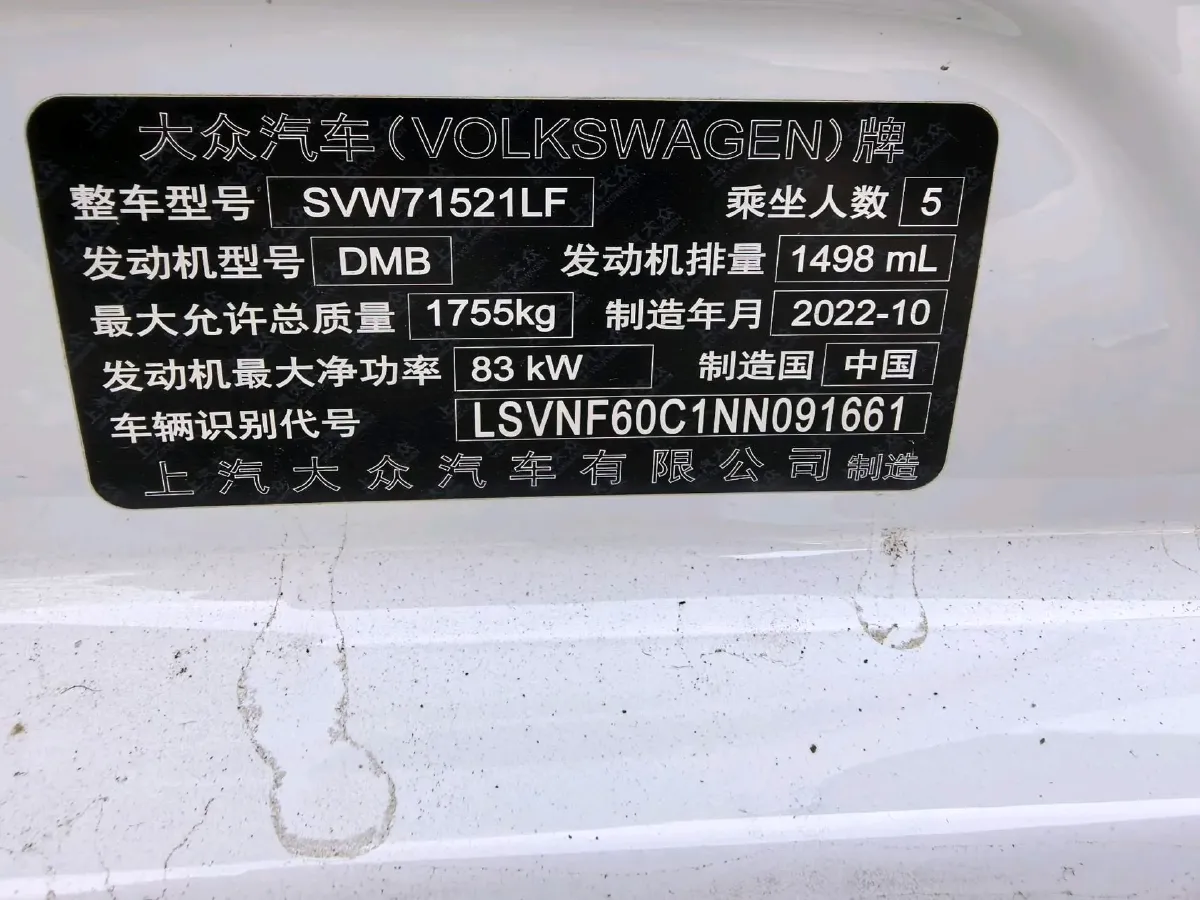 大众汽车(VOLKSWAGEN)牌
整车型号 SVW71521LF 乘坐人数 5
发动机型号 DMB 发动机排量 1498 mL
最大允许总质量 1755kg 制造年月 2022-10
发动机最大净功率 83 kW 制造国 中国
车辆识别代号 LSVNF60C1NN091661
上汽大众汽车有限公司 制造